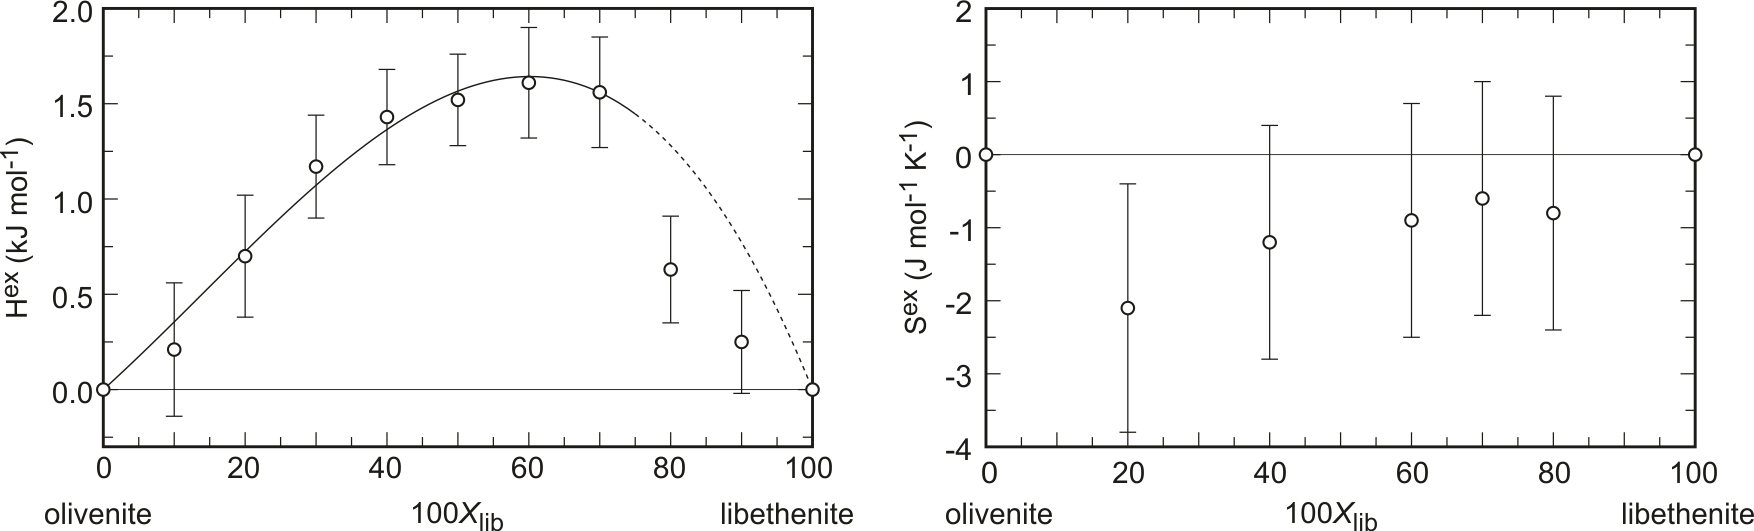 2.0
1.5
1.0
0.5
0.0
Hex (kJ mol-1)
0 20 40 60 80 100
olivenite 100Xlib libethenite
2
1
0
-1
-2
-3
-4
Sex (J mol-1 K-1)
0 20 40 60 80 100
olivenite 100Xlib libethenite